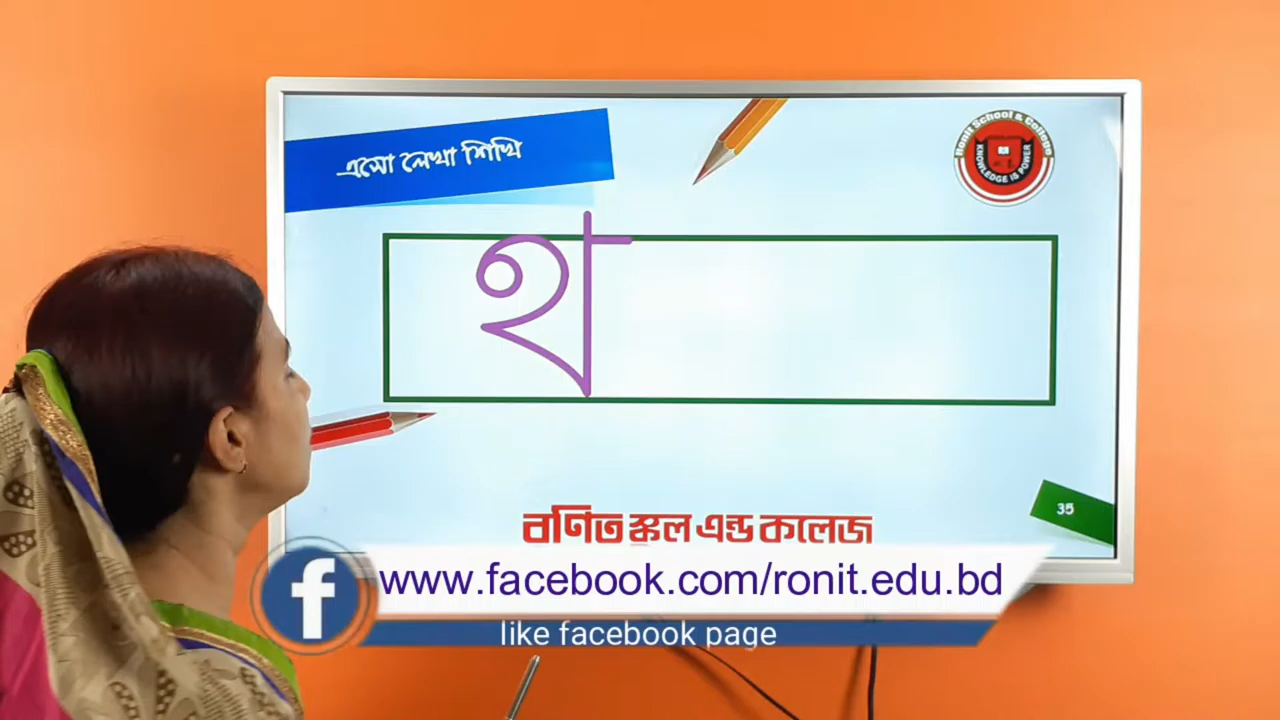 এসো লেখা শিখি
Ronit School & College
KNOWLEDGE IS POWER
থ
35
রণিত স্কুল এন্ড কলেজ
www.facebook.com/ronit.edu.bd
like facebook page